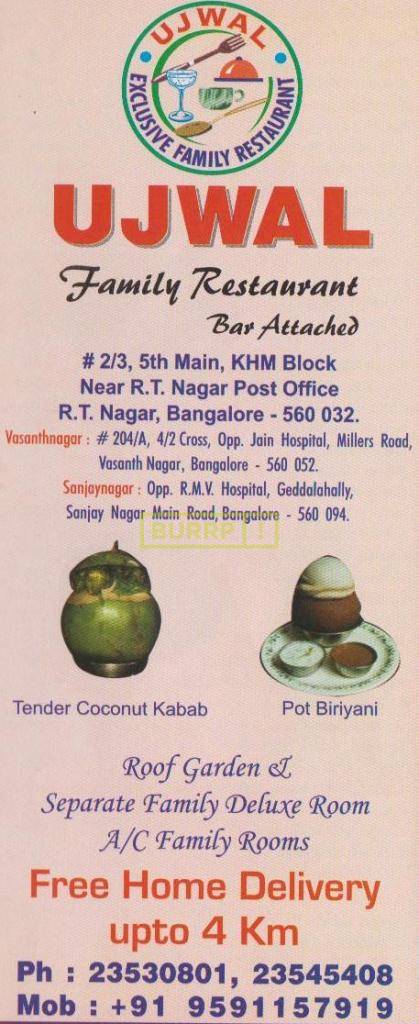 UJWAL
EXCLUSIVE FAMILY RESTAURANT
UJWAL
Family Restaurant
Bar Attached
# 2/3, 5th Main, KHM Block
Near R.T. Nagar Post Office
R.T. Nagar, Bangalore - 560 032.
Vasanthnagar : # 204/A, 4/2 Cross, Opp. Jain Hospital, Millers Road,
Vasanth Nagar, Bangalore - 560 052.
Sanjaynagar : Opp. R.M.V. Hospital, Geddalahally,
Sanjay Nagar Main Road, Bangalore - 560 094.
BURRP !
Tender Coconut Kabab
Pot Biriyani
Roof Garden &
Separate Family Deluxe Room
A/C Family Rooms
Free Home Delivery
upto 4 Km
Ph : 23530801, 23545408
Mob : +91 9591157919